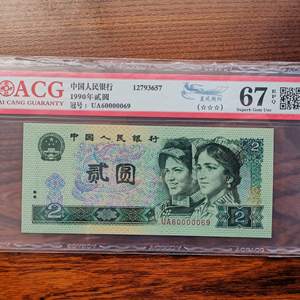 ACG
AI CANG GUARANTY
中国人民银行 12793657
1990年贰圆
冠号: UA60000069
(☆☆☆)
67 EPQ
Superb Gem Unc
中国人民银行
贰圆
UA60000069
2 2